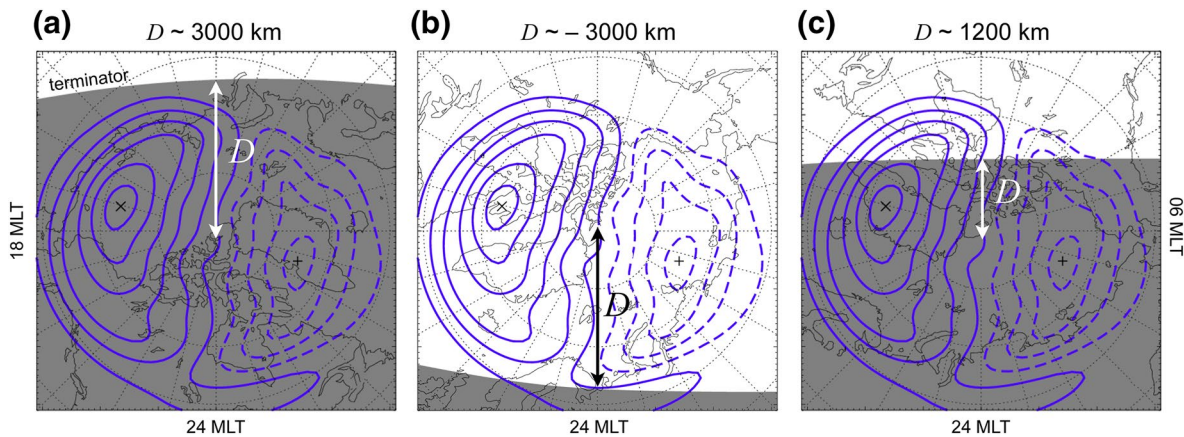 (a)
D ~ 3000 km
(b)
D ~ – 3000 km
(c)
D ~ 1200 km
terminator
D
D
D
18 MLT
06 MLT
24 MLT
24 MLT
24 MLT